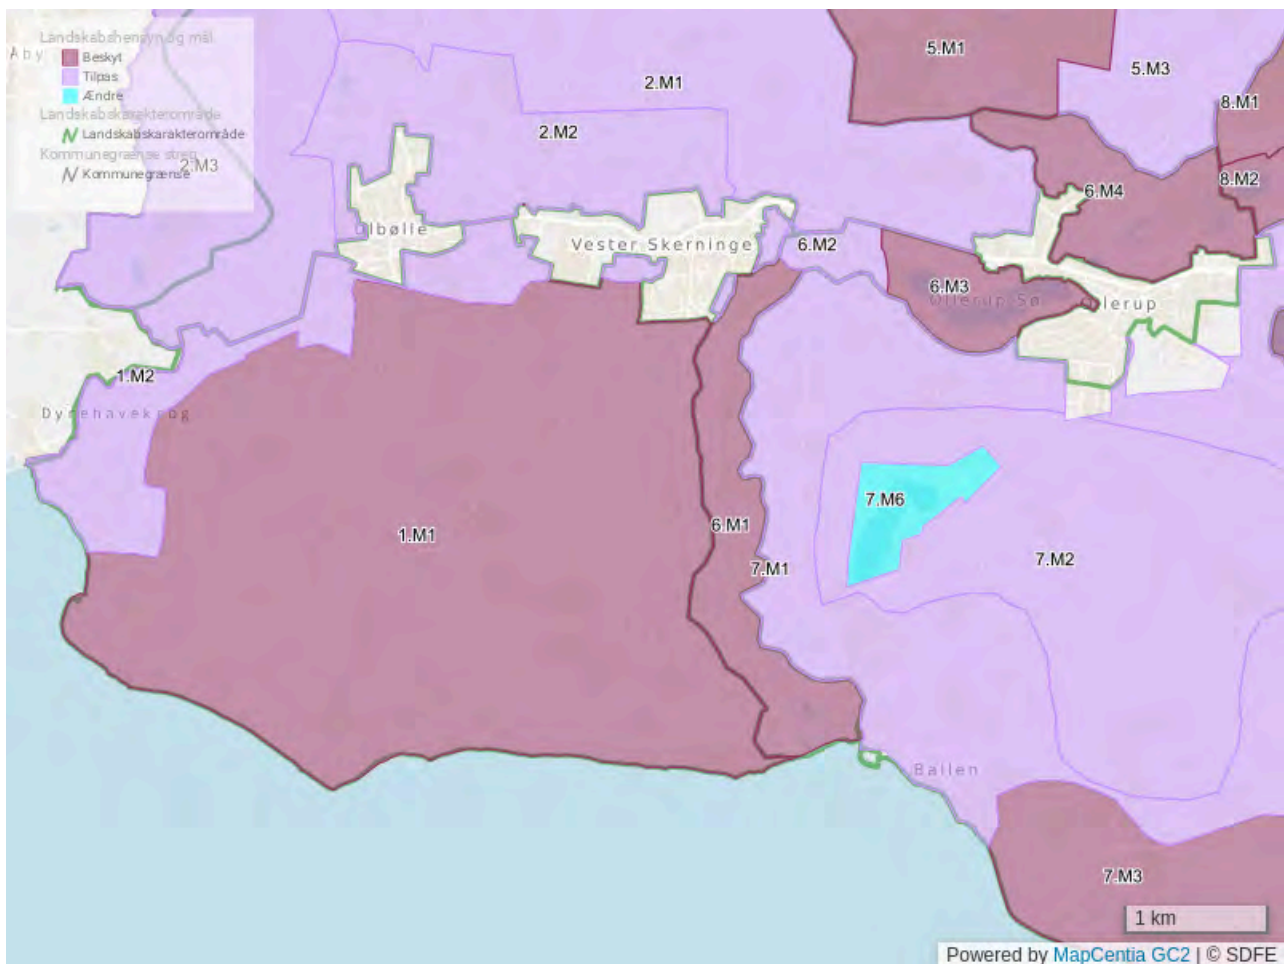 Landskabshensyn og mål
Åby
Beskyt
Tilpas
Ændre
Landskabskarakterområde
Landskabskarakterområde
Kommunegrænse streg
Kommunegrænse
2.M3
2.M1
2.M2
5.M1
5.M3
8.M1
8.M2
6.M4
Ulbølle
Vester Skerninge
6.M2
6.M3
Ollerup Sø
Ollerup
1.M2
Dyrehavekrog
1.M1
6.M1
7.M1
7.M6
7.M2
Ballen
7.M3
1 km
Powered by MapCentia GC2 | © SDFE